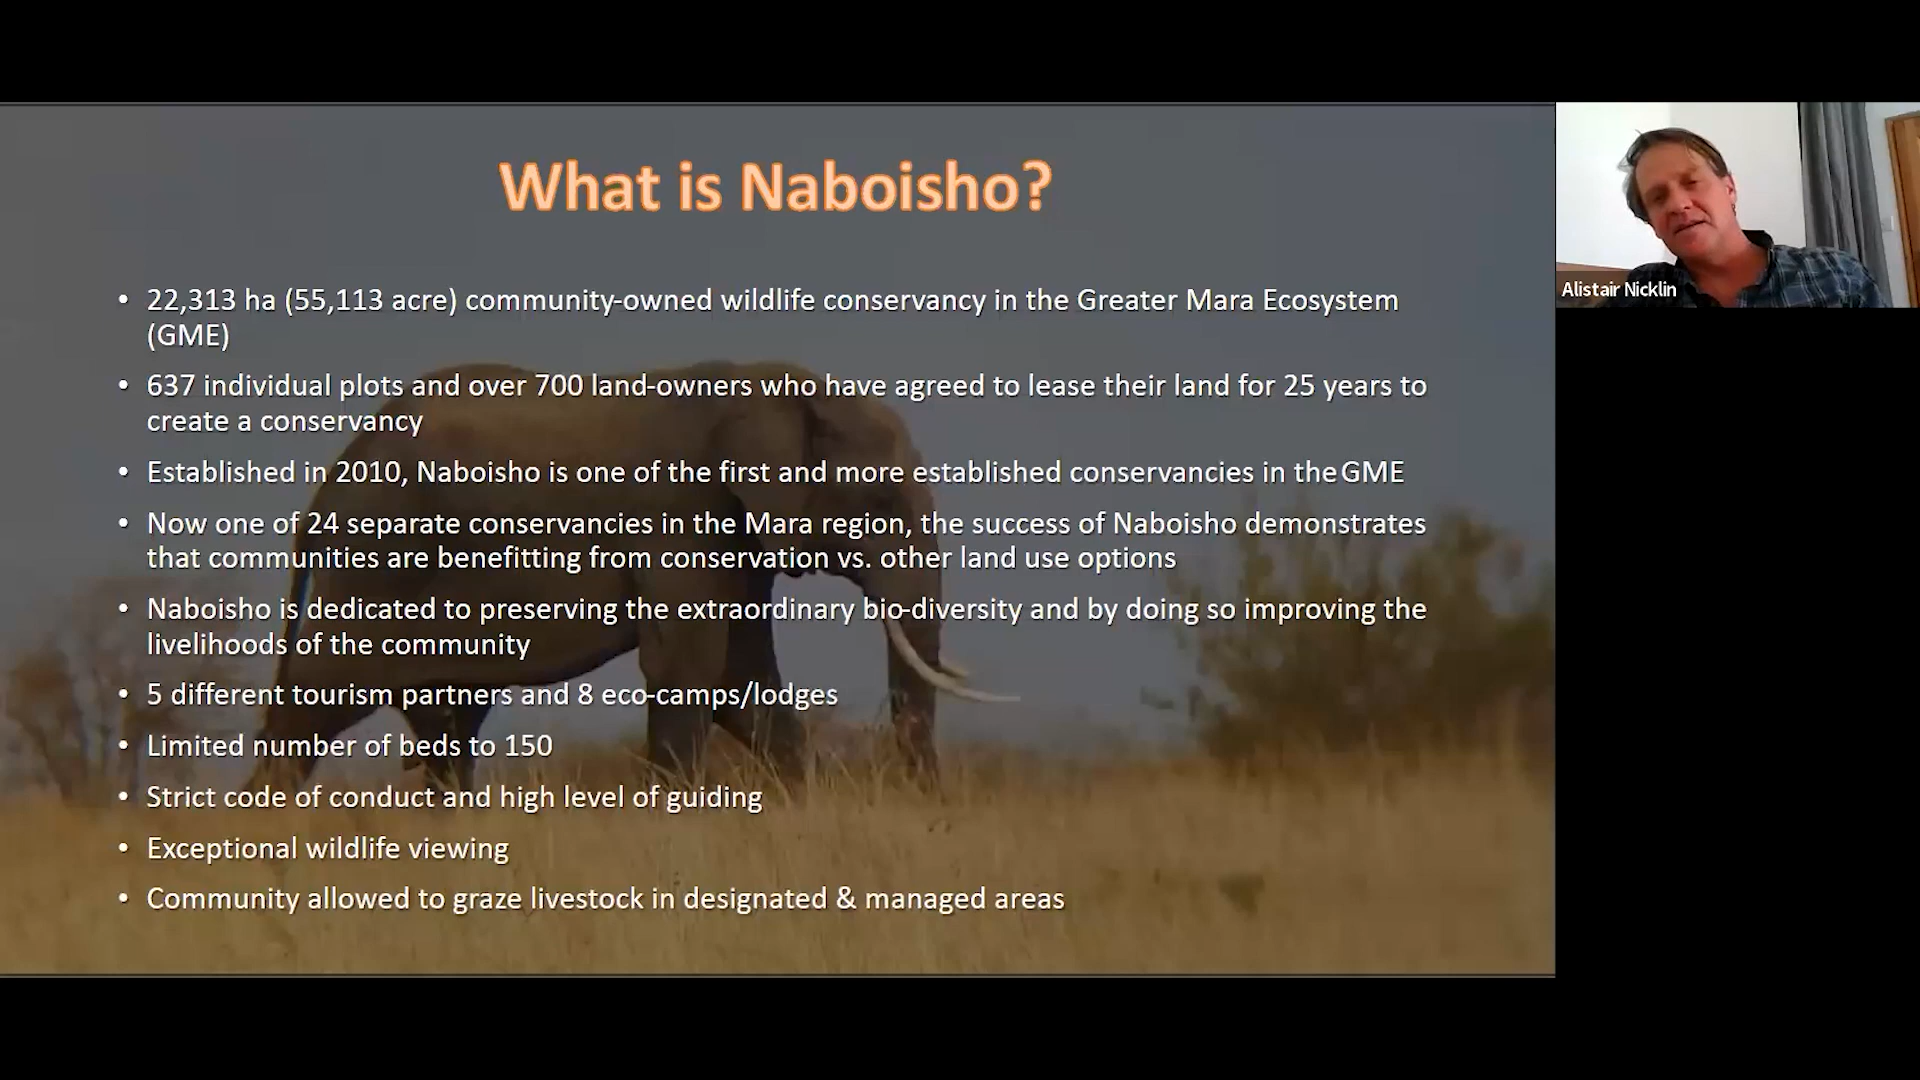 What is Naboisho?
• 22,313 ha (55,113 acre) community-owned wildlife conservancy in the Greater Mara Ecosystem
(GME)
• 637 individual plots and over 700 land-owners who have agreed to lease their land for 25 years to
create a conservancy
• Established in 2010, Naboisho is one of the first and more established conservancies in the GME
• Now one of 24 separate conservancies in the Mara region, the success of Naboisho demonstrates
that communities are benefitting from conservation vs. other land use options
• Naboisho is dedicated to preserving the extraordinary bio-diversity and by doing so improving the
livelihoods of the community
• 5 different tourism partners and 8 eco-camps/lodges
• Limited number of beds to 150
• Strict code of conduct and high level of guiding
• Exceptional wildlife viewing
• Community allowed to graze livestock in designated & managed areas
Alistair Nicklin